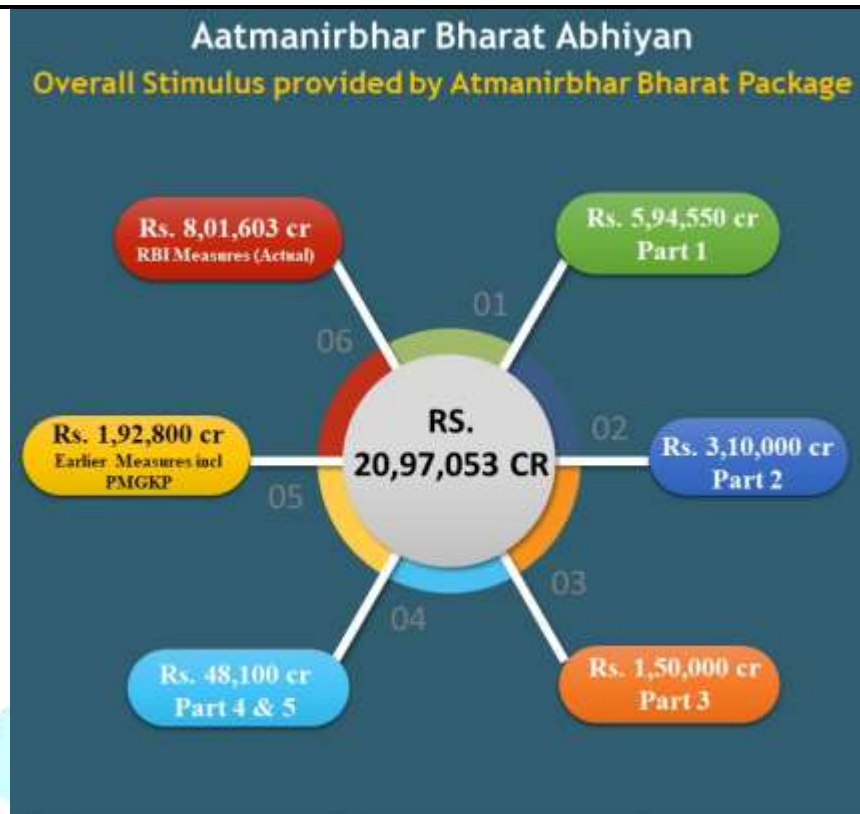 Aatmanirbhar Bharat Abhiyan
Overall Stimulus provided by Atmanirbhar Bharat Package
Rs. 5,94,550 cr
Part 1
01
Rs. 3,10,000 cr
Part 2
02
Rs. 1,50,000 cr
Part 3
03
Rs. 48,100 cr
Part 4 & 5
04
Rs. 1,92,800 cr
Earlier Measures incl
PMGKP
05
Rs. 8,01,603 cr
RBI Measures (Actual)
06
RS.
20,97,053 CR